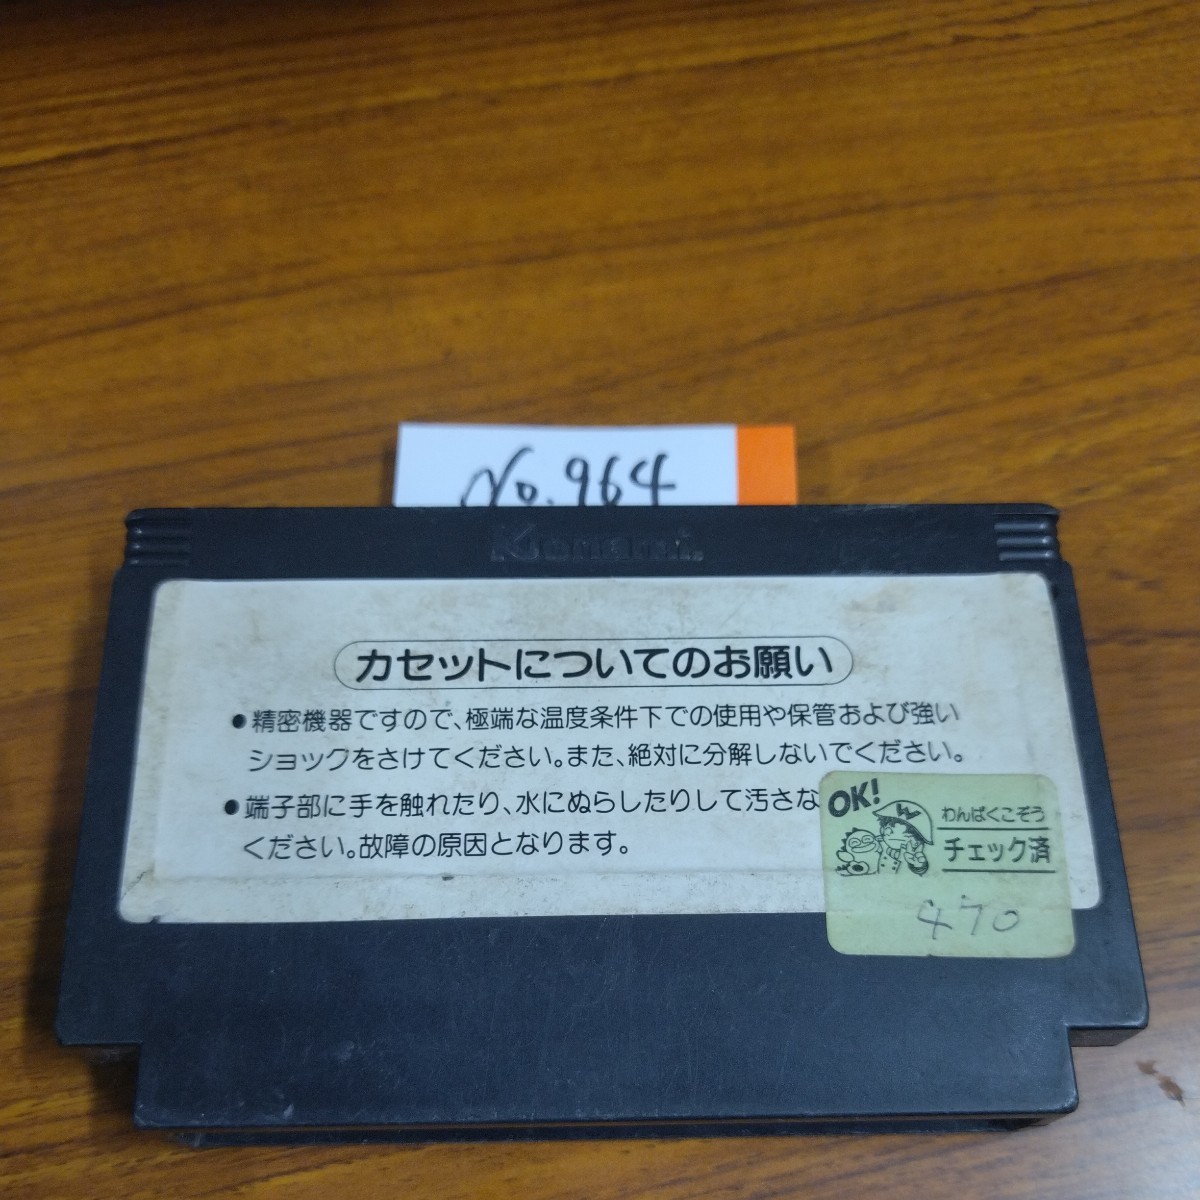 No.964
Konami®
カセットについてのお願い
●精密機器ですので、極端な温度条件下での使用や保管および強い
ショックをさけてください。また、絶対に分解しないでください。
●端子部に手を触れたり、水にぬらしたりして汚さな
ください。故障の原因となります。
OK!
W
わんぱくこぞう
チェック済
470